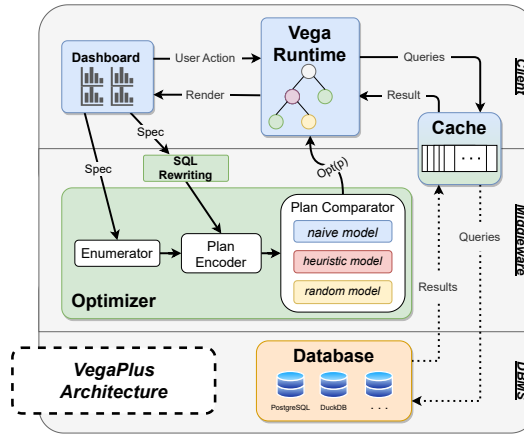 Dashboard
User Action
Render
Vega
Runtime
Queries
Result
Client
Cache
. . .
Spec
Spec
SQL
Rewriting
Opt(p)
Enumerator
Plan
Encoder
Plan Comparator
naive model
heuristic model
random model
Optimizer
Middleware
Queries
Results
VegaPlus
Architecture
Database
PostgreSQL
DuckDB
. . .
DBMS